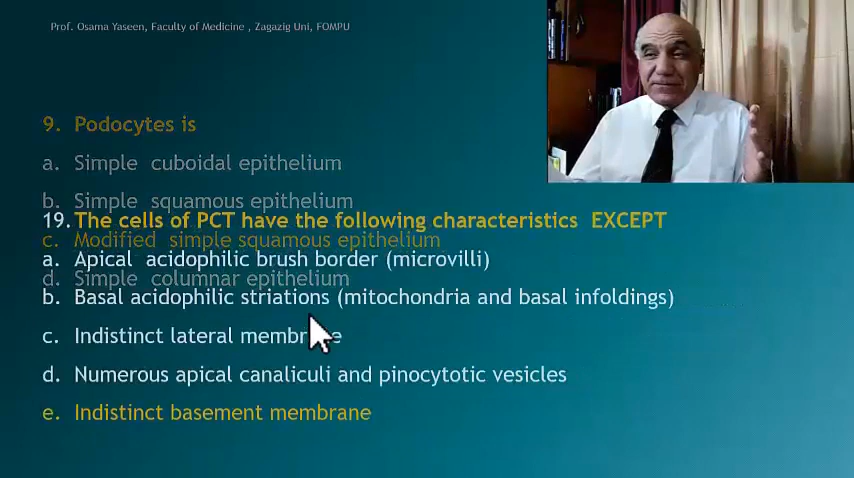 Prof. Osama Yaseen, Faculty of Medicine , Zagazig Uni, FOMPU
9. Podocytes is
a. Simple cuboidal epithelium
b. Simple squamous epithelium
19. The cells of PCT have the following characteristics EXCEPT
c. Modified simple squamous epithelium
a. Apical acidophilic brush border (microvilli)
d. Simple columnar epithelium
b. Basal acidophilic striations (mitochondria and basal infoldings)
c. Indistinct lateral membrane
d. Numerous apical canaliculi and pinocytotic vesicles
e. Indistinct basement membrane